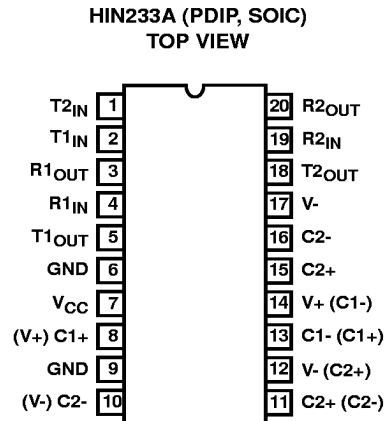 HIN233A (PDIP, SOIC)
TOP VIEW
T2IN 1 20 R2OUT
T1IN 2 19 R2IN
R1OUT 3 18 T2OUT
R1IN 4 17 V-
T1OUT 5 16 C2-
GND 6 15 C2+
VCC 7 14 V+ (C1-)
(V+) C1+ 8 13 C1- (C1+)
GND 9 12 V- (C2+)
(V-) C2- 10 11 C2+ (C2-)